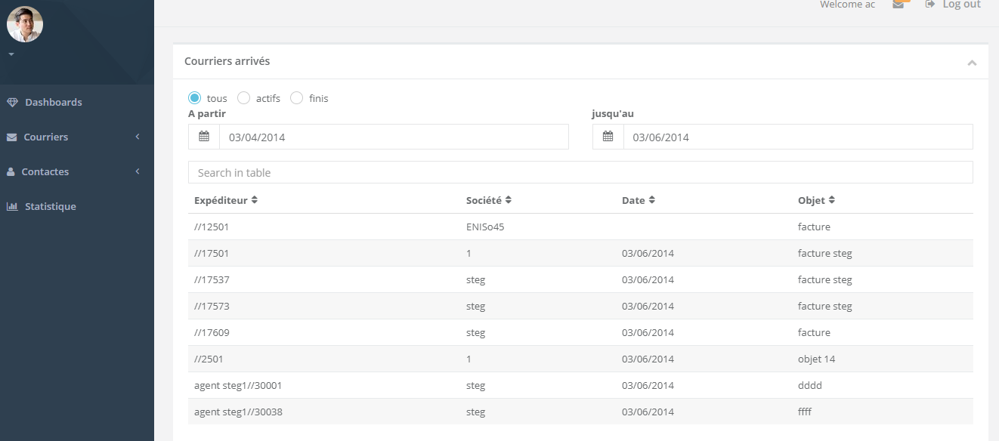 Welcome ac Log out
Dashboards
Courriers
Contactes
Statistique
Courriers arrivés
tous actifs finis
A partir jusqu'au
03/04/2014 03/06/2014
Search in table
Expéditeur Société Date Objet
//12501 ENISo45 facture
//17501 1 03/06/2014 facture steg
//17537 steg 03/06/2014 facture steg
//17573 steg 03/06/2014 facture steg
//17609 steg 03/06/2014 facture
//2501 1 03/06/2014 objet 14
agent steg1//30001 steg 03/06/2014 dddd
agent steg1//30038 steg 03/06/2014 ffff